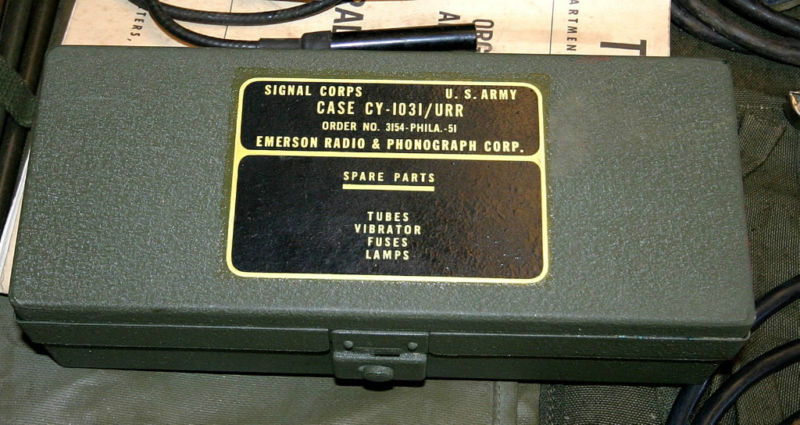 SIGNAL CORPS U. S. ARMY
CASE CY-1031/URR
ORDER NO. 3154-PHILA.-51
EMERSON RADIO & PHONOGRAPH CORP.
SPARE PARTS
TUBES
VIBRATOR
FUSES
LAMPS